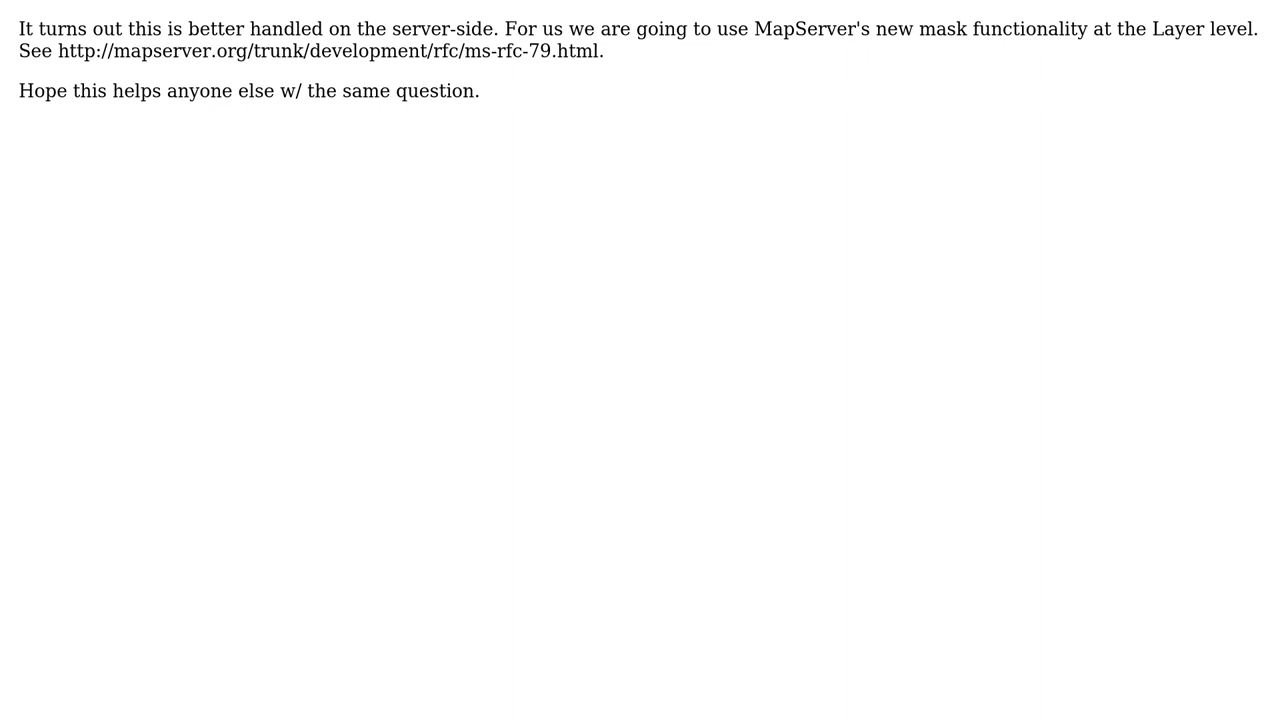 It turns out this is better handled on the server-side. For us we are going to use MapServer's new mask functionality at the Layer level.
See http://mapserver.org/trunk/development/rfc/ms-rfc-79.html.
Hope this helps anyone else w/ the same question.